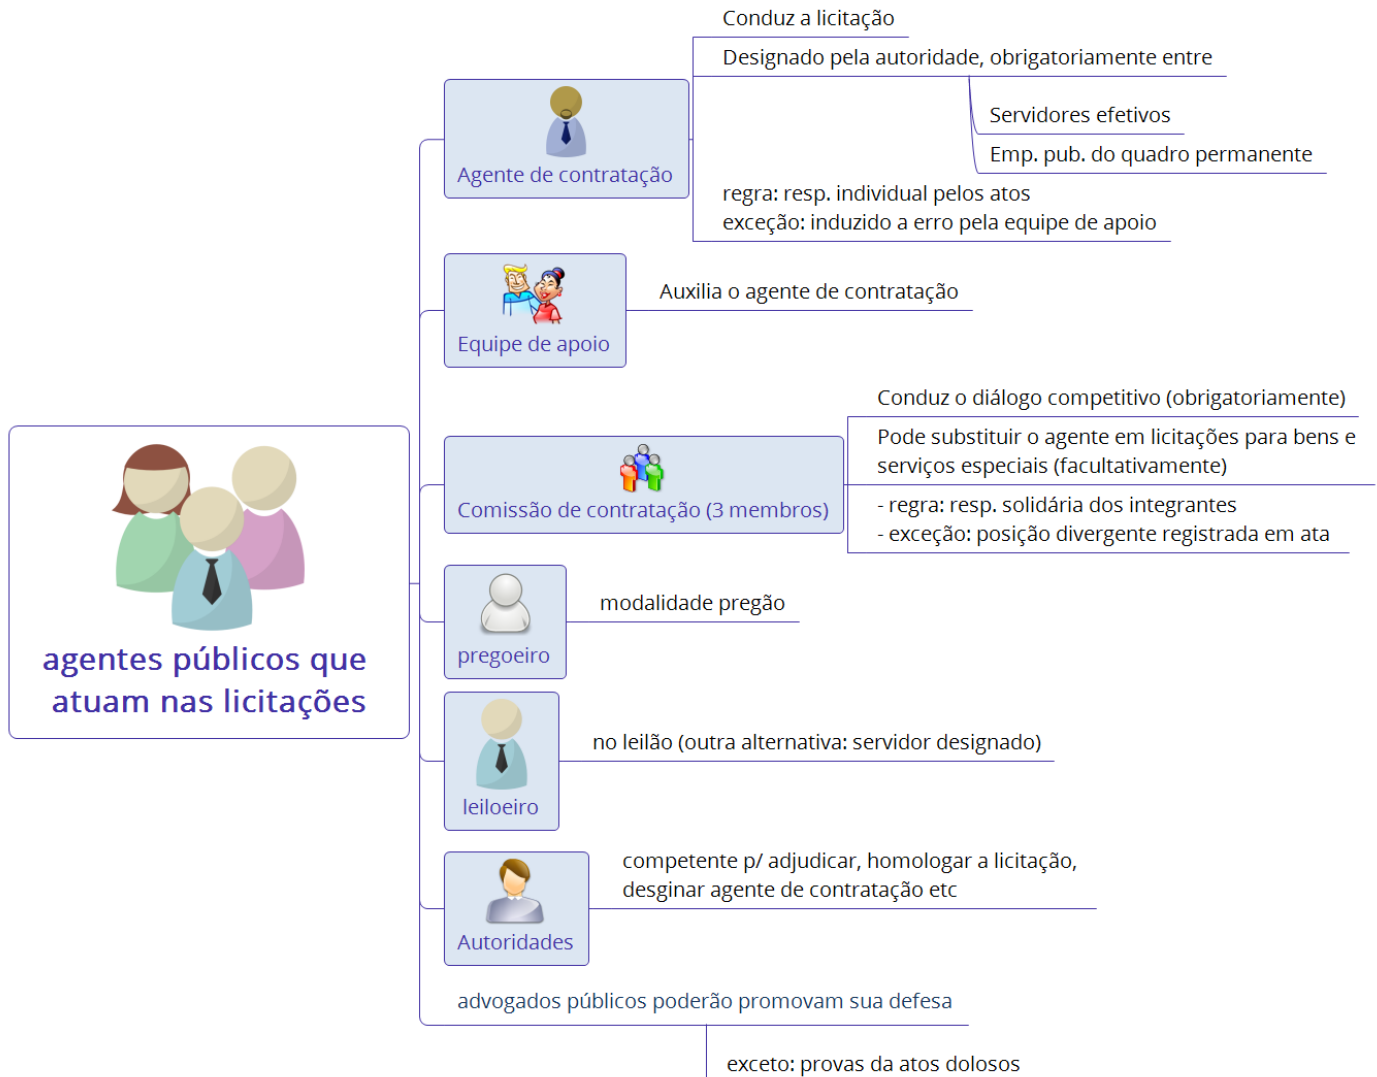 agentes públicos que
atuam nas licitações
Agente de contratação
Conduz a licitação
Designado pela autoridade, obrigatoriamente entre
Servidores efetivos
Emp. pub. do quadro permanente
regra: resp. individual pelos atos
exceção: induzido a erro pela equipe de apoio
Equipe de apoio
Auxilia o agente de contratação
Comissão de contratação (3 membros)
Conduz o diálogo competitivo (obrigatoriamente)
Pode substituir o agente em licitações para bens e
serviços especiais (facultativamente)
- regra: resp. solidária dos integrantes
- exceção: posição divergente registrada em ata
pregoeiro
modalidade pregão
leiloeiro
no leilão (outra alternativa: servidor designado)
Autoridades
competente p/ adjudicar, homologar a licitação,
desginar agente de contratação etc
advogados públicos poderão promovam sua defesa
exceto: provas da atos dolosos